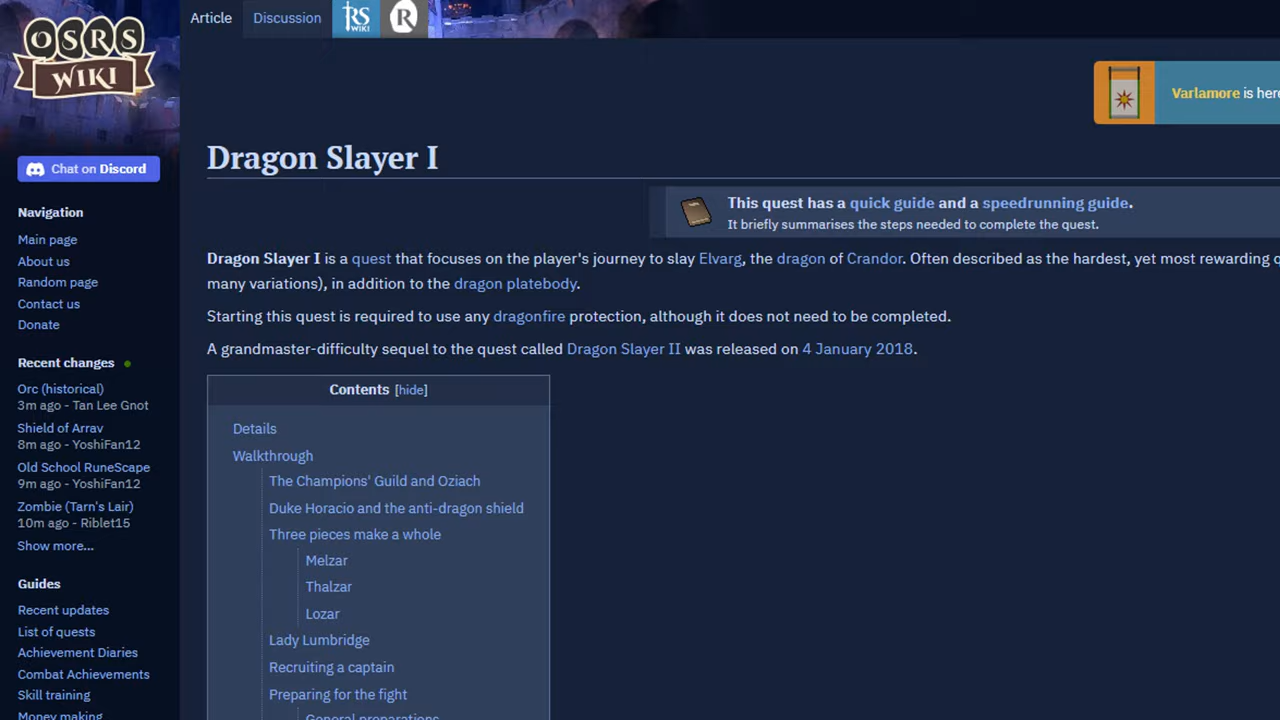 OSRS
WIKI
Article
Discussion
RS
WIKI
R
Varlamore is here
Chat on Discord
Navigation
Main page
About us
Random page
Contact us
Donate
Recent changes
Orc (historical)
3m ago - Tan Lee Gnot
Shield of Arrav
8m ago - YoshiFan12
Old School RuneScape
9m ago - YoshiFan12
Zombie (Tarn's Lair)
10m ago - Riblet15
Show more...
Guides
Recent updates
List of quests
Achievement Diaries
Combat Achievements
Skill training
Money making
Dragon Slayer I
This quest has a quick guide and a speedrunning guide.
It briefly summarises the steps needed to complete the quest.
Dragon Slayer I is a quest that focuses on the player's journey to slay Elvarg, the dragon of Crandor. Often described as the hardest, yet most rewarding q
many variations), in addition to the dragon platebody.
Starting this quest is required to use any dragonfire protection, although it does not need to be completed.
A grandmaster-difficulty sequel to the quest called Dragon Slayer II was released on 4 January 2018.
Contents [hide]
Details
Walkthrough
The Champions' Guild and Oziach
Duke Horacio and the anti-dragon shield
Three pieces make a whole
Melzar
Thalzar
Lozar
Lady Lumbridge
Recruiting a captain
Preparing for the fight
General preparations